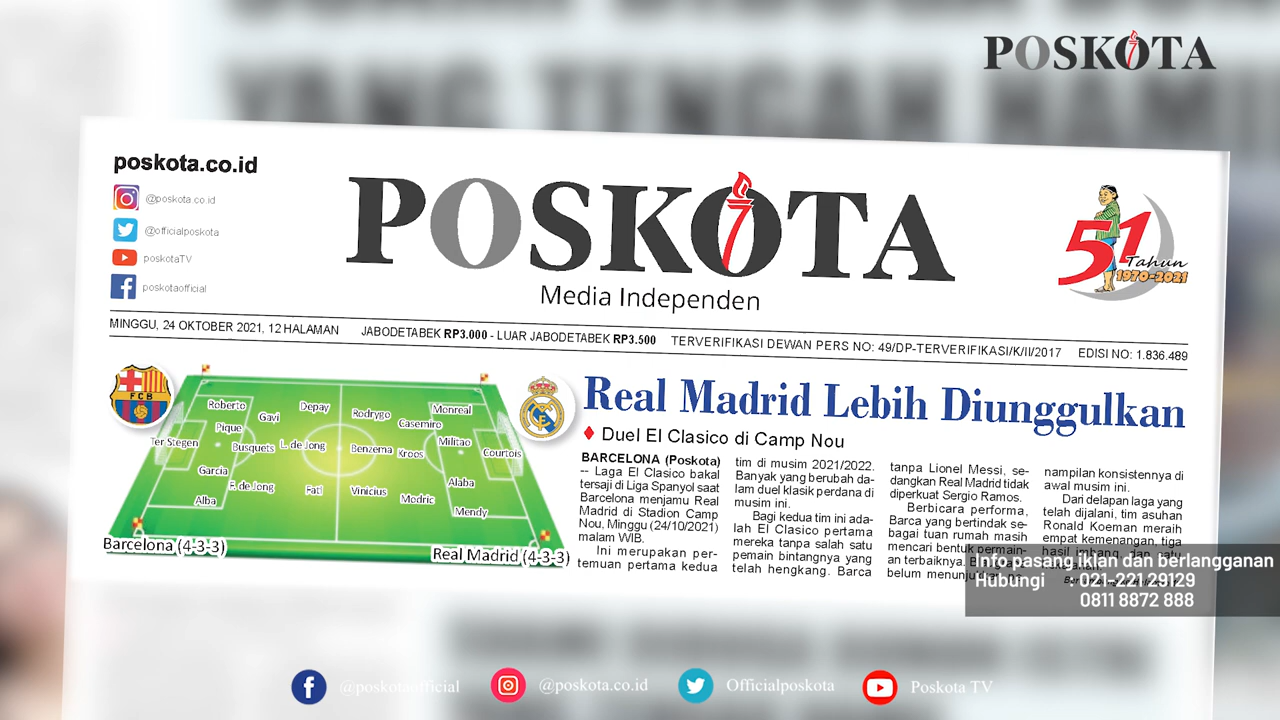 POSKOTA
YANG TENGAH HAMIL
poskota.co.id
@poskota.co.id
@officialposkota
poskotaTV
poskotaofficial
POSKOTA
Media Independen
51
Tahun
1970-2021
MINGGU, 24 OKTOBER 2021, 12 HALAMAN JABODETABEK RP3.000 - LUAR JABODETABEK RP3.500 TERVERIFIKASI DEWAN PERS NO: 49/DP-TERVERIFIKASI/K/II/2017 EDISI NO: 1.836.489
FCB
Roberto
Gavi
Depay
Pique
Busquets
L. de Jong
Ter Stegen
Garcia
F. de Jong
Fati
Alba
Rodrygo
Monreal
Casemiro
Benzema
Kroos
Militao
Courtois
Vinicius
Alaba
Modric
Mendy
Barcelona (4-3-3)
Real Madrid (4-3-3)
Real Madrid Lebih Diunggulkan
Duel El Clasico di Camp Nou
BARCELONA (Poskota)
-- Laga El Clasico bakal
tersaji di Liga Spanyol saat
Barcelona menjamu Real
Madrid di Stadion Camp
Nou, Minggu (24/10/2021)
malam WIB.
Ini merupakan per-
temuan pertama kedua
tim di musim 2021/2022.
Banyak yang berubah da-
lam duel klasik perdana di
musim ini.
Bagi kedua tim ini ada-
lah El Clasico pertama
mereka tanpa salah satu
pemain bintangnya yang
telah hengkang. Barca
tanpa Lionel Messi, se-
dangkan Real Madrid tidak
diperkuat Sergio Ramos.
Berbicara performa,
Barca yang bertindak se-
bagai tuan rumah masih
mencari bentuk permain-
an terbaiknya.
belum
nampilan konsistennya di
awal musim ini.
Dari delapan laga yang
telah dijalani, tim asuhan
Ronald Koeman meraih
empat kemenangan, tiga
hasil imbang, dan satu
Info pasang iklan dan berlangganan
Hubungi : 021-221 29129
0811 8872 888
@poskotaofficial
@poskota.co.id
Officialposkota
Poskota TV